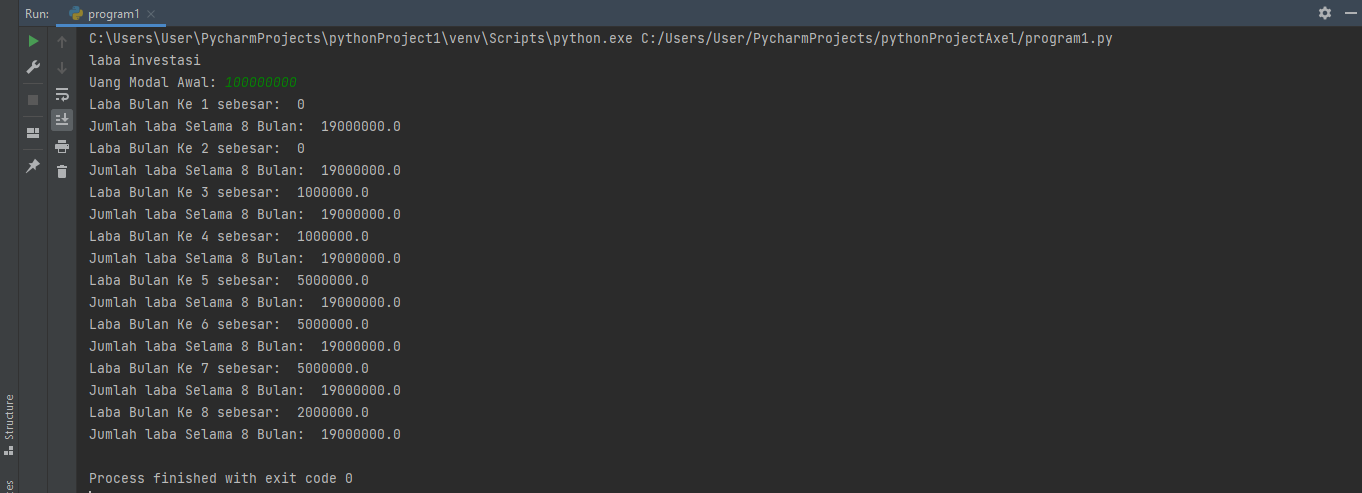 Run: program1
C:\Users\User\PycharmProjects\pythonProject1\venv\Scripts\python.exe C:/Users/User/PycharmProjects/pythonProjectAxel/program1.py
laba investasi
Uang Modal Awal: 100000000
Laba Bulan Ke 1 sebesar:  0
Jumlah laba Selama 8 Bulan:  19000000.0
Laba Bulan Ke 2 sebesar:  0
Jumlah laba Selama 8 Bulan:  19000000.0
Laba Bulan Ke 3 sebesar:  1000000.0
Jumlah laba Selama 8 Bulan:  19000000.0
Laba Bulan Ke 4 sebesar:  1000000.0
Jumlah laba Selama 8 Bulan:  19000000.0
Laba Bulan Ke 5 sebesar:  5000000.0
Jumlah laba Selama 8 Bulan:  19000000.0
Laba Bulan Ke 6 sebesar:  5000000.0
Jumlah laba Selama 8 Bulan:  19000000.0
Laba Bulan Ke 7 sebesar:  5000000.0
Jumlah laba Selama 8 Bulan:  19000000.0
Laba Bulan Ke 8 sebesar:  2000000.0
Jumlah laba Selama 8 Bulan:  19000000.0
Process finished with exit code 0
Structure